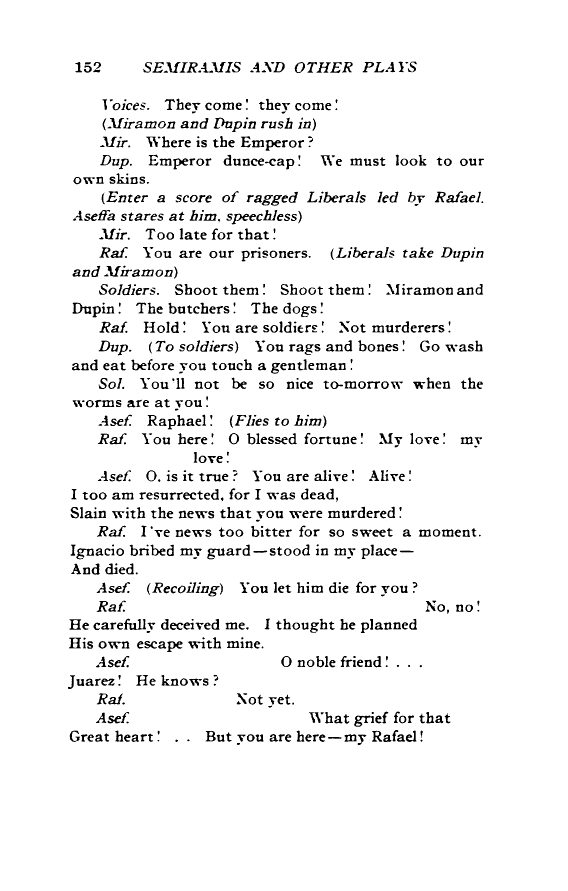 152 SEMIRAMIS AND OTHER PLAYS
Voices. They come! they come!
(Miramon and Dupin rush in)
Mir. Where is the Emperor?
Dup. Emperor dunce-cap! We must look to our
own skins.
(Enter a score of ragged Liberals led by Rafael.
Aseffa stares at him, speechless)
Mir. Too late for that!
Raf. You are our prisoners. (Liberals take Dupin
and Miramon)
Soldiers. Shoot them! Shoot them! Miramon and
Dupin! The butchers! The dogs!
Raf. Hold! You are soldiers! Not murderers!
Dup. (To soldiers) You rags and bones! Go wash
and eat before you touch a gentleman!
Sol. You'll not be so nice to-morrow when the
worms are at you!
Asef. Raphael! (Flies to him)
Raf. You here! O blessed fortune! My love! my
love!
Asef. O, is it true? You are alive! Alive!
I too am resurrected, for I was dead,
Slain with the news that you were murdered!
Raf. I've news too bitter for so sweet a moment.
Ignacio bribed my guard—stood in my place—
And died.
Asef. (Recoiling) You let him die for you?
Raf. No, no!
He carefully deceived me. I thought he planned
His own escape with mine.
Asef. O noble friend! . . .
Juarez! He knows?
Raf. Not yet.
Asef. What grief for that
Great heart! . . But you are here—my Rafael!